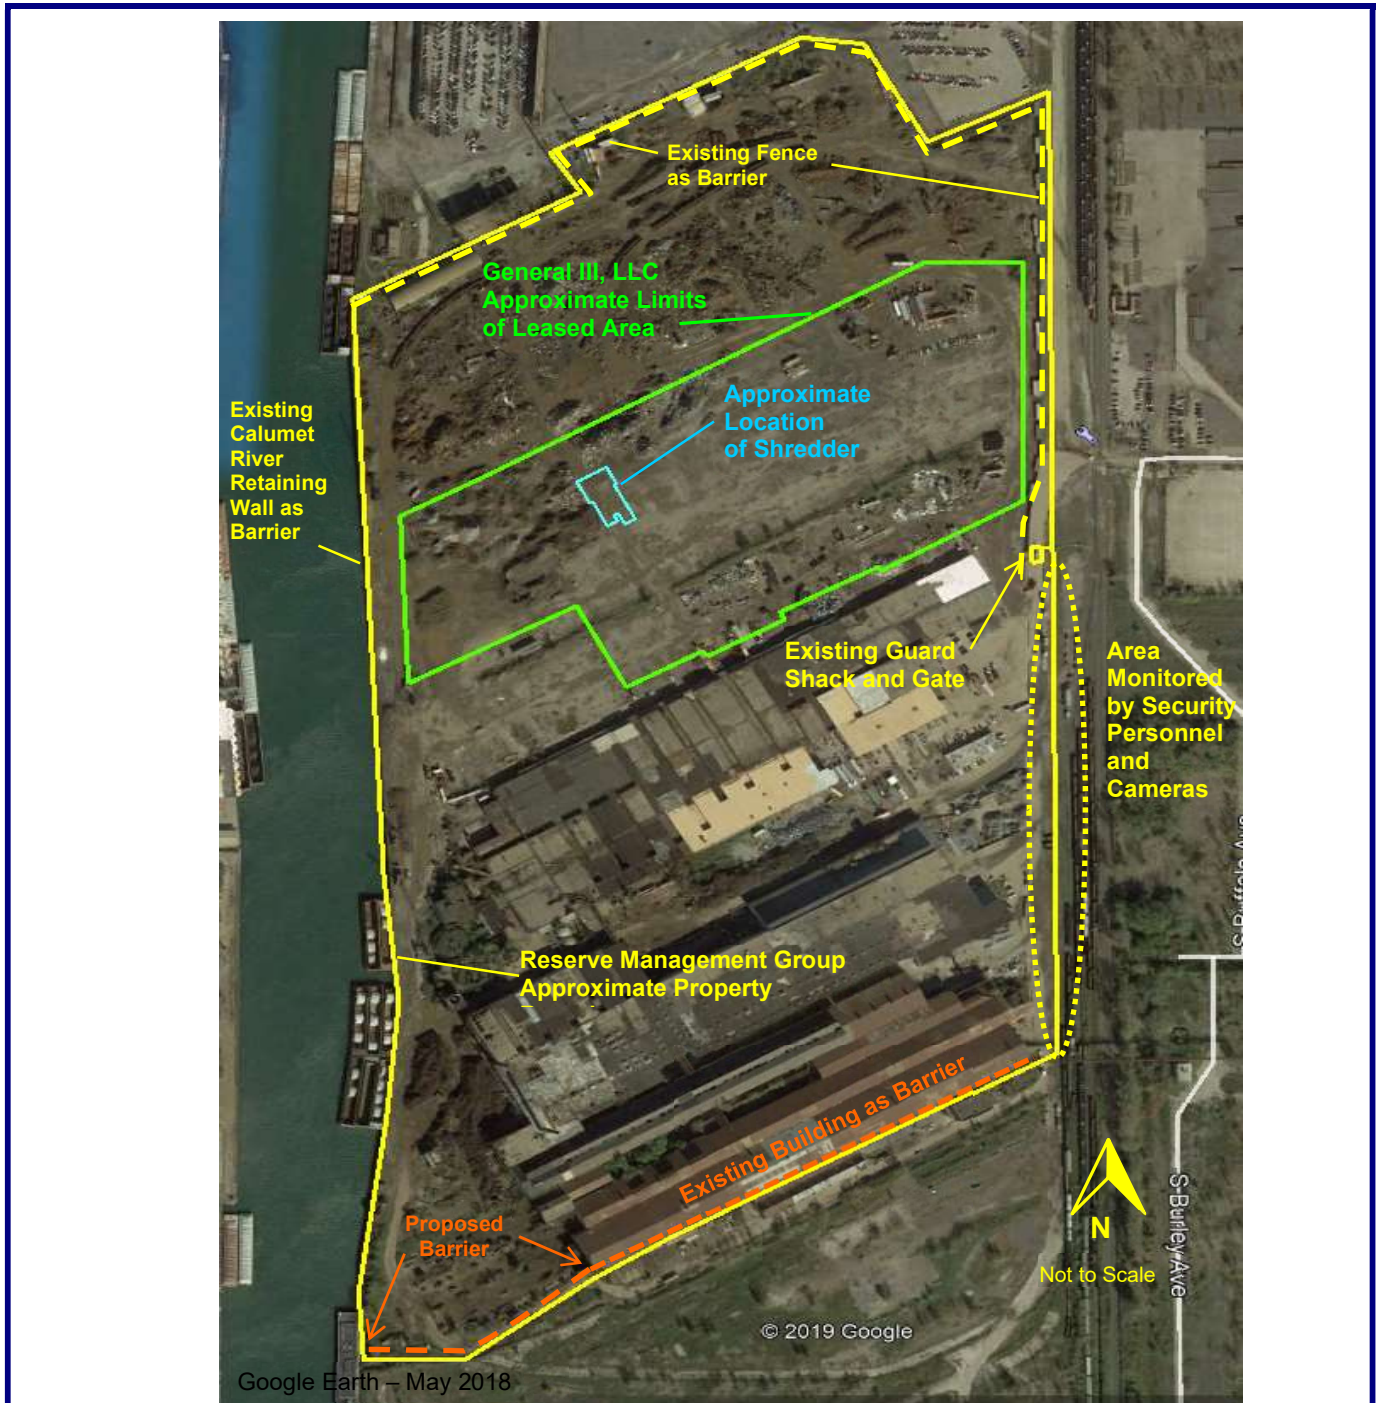 Existing Fence
as Barrier
General III, LLC
Approximate Limits
of Leased Area
Approximate
Location
of Shredder
Existing
Calumet
River
Retaining
Wall as
Barrier
Existing Guard
Shack and Gate
Area
Monitored
by Security
Personnel
and
Cameras
Reserve Management Group
Approximate Property
Existing Building as Barrier
Proposed
Barrier
N
Not to Scale
S Burley Ave
© 2019 Google
Google Earth – May 2018